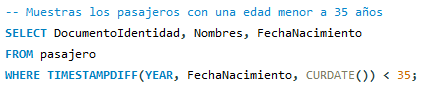 -- Muestras los pasajeros con una edad menor a 35 años
SELECT DocumentoIdentidad, Nombres, FechaNacimiento
FROM pasajero
WHERE TIMESTAMPDIFF(YEAR, FechaNacimiento, CURDATE()) < 35;